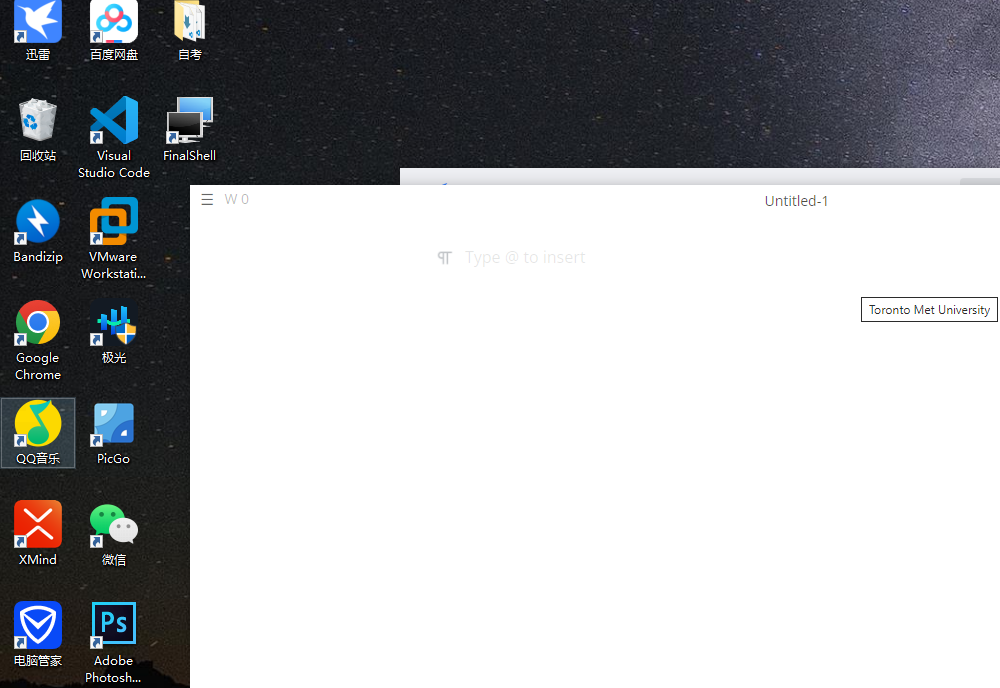 迅雷
百度网盘
自考
回收站
Visual
Studio Code
FinalShell
W 0
Untitled-1
Bandizip
VMware
Workstati...
¶ Type @ to insert
Toronto Met University
Google
Chrome
极光
QQ音乐
PicGo
XMind
微信
电脑管家
Ps
Adobe
Photosh...